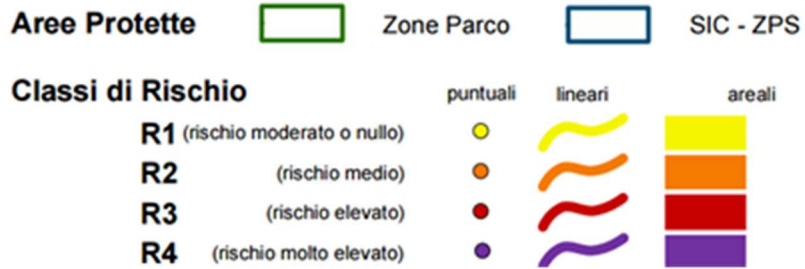 Aree Protette Zone Parco SIC - ZPS
Classi di Rischio puntuali lineari areali
R1 (rischio moderato o nullo)
R2 (rischio medio)
R3 (rischio elevato)
R4 (rischio molto elevato)